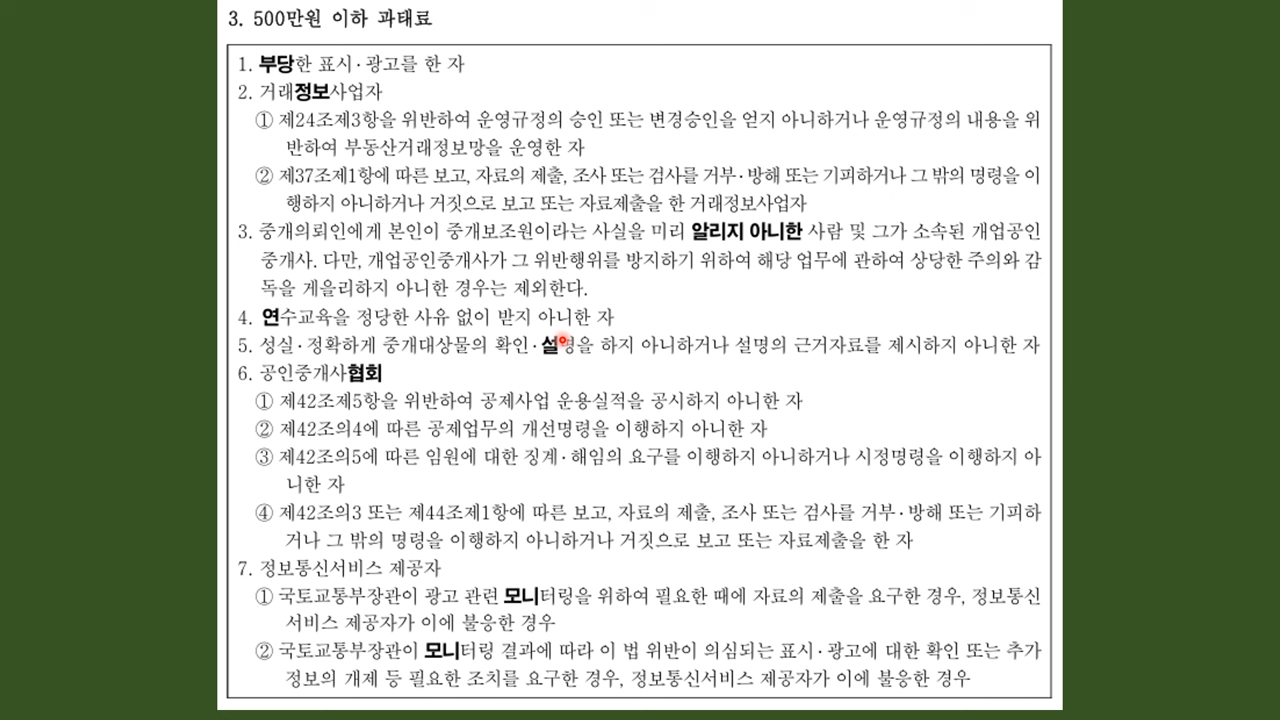 3. 500만원 이하 과태료
1. 부당한 표시·광고를 한 자
2. 거래정보사업자
① 제24조제3항을 위반하여 운영규정의 승인 또는 변경승인을 얻지 아니하거나 운영규정의 내용을 위
반하여 부동산거래정보망을 운영한 자
② 제37조제1항에 따른 보고, 자료의 제출, 조사 또는 검사를 거부·방해 또는 기피하거나 그 밖의 명령을 이
행하지 아니하거나 거짓으로 보고 또는 자료제출을 한 거래정보사업자
3. 중개의뢰인에게 본인이 중개보조원이라는 사실을 미리 알리지 아니한 사람 및 그가 소속된 개업공인
중개사. 다만, 개업공인중개사가 그 위반행위를 방지하기 위하여 해당 업무에 관하여 상당한 주의와 감
독을 게을리하지 아니한 경우는 제외한다.
4. 연수교육을 정당한 사유 없이 받지 아니한 자
5. 성실·정확하게 중개대상물의 확인·설명을 하지 아니하거나 설명의 근거자료를 제시하지 아니한 자
6. 공인중개사협회
① 제42조제5항을 위반하여 공제사업 운용실적을 공시하지 아니한 자
② 제42조의4에 따른 공제업무의 개선명령을 이행하지 아니한 자
③ 제42조의5에 따른 임원에 대한 징계·해임의 요구를 이행하지 아니하거나 시정명령을 이행하지 아
니한 자
④ 제42조의3 또는 제44조제1항에 따른 보고, 자료의 제출, 조사 또는 검사를 거부·방해 또는 기피하
거나 그 밖의 명령을 이행하지 아니하거나 거짓으로 보고 또는 자료제출을 한 자
7. 정보통신서비스 제공자
① 국토교통부장관이 광고 관련 모니터링을 위하여 필요한 때에 자료의 제출을 요구한 경우, 정보통신
서비스 제공자가 이에 불응한 경우
② 국토교통부장관이 모니터링 결과에 따라 이 법 위반이 의심되는 표시·광고에 대한 확인 또는 추가
정보의 개제 등 필요한 조치를 요구한 경우, 정보통신서비스 제공자가 이에 불응한 경우